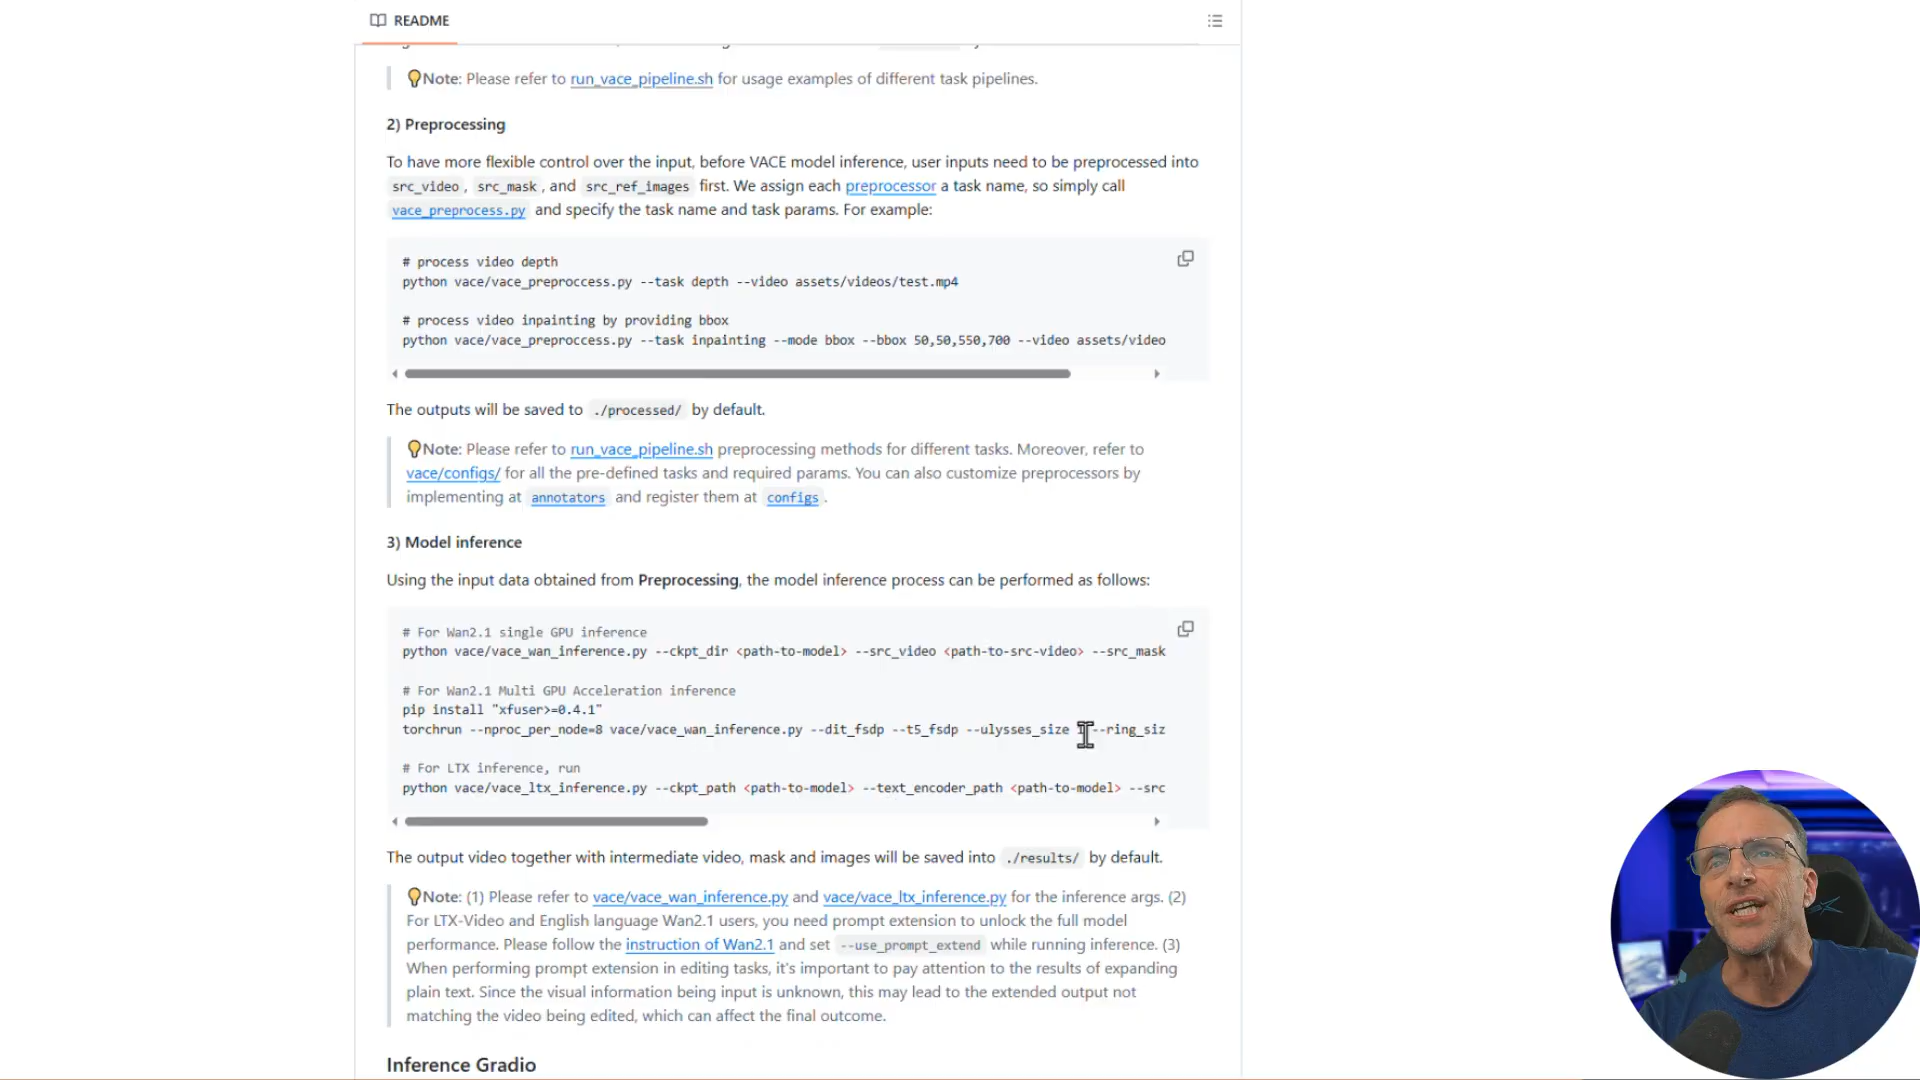 README
💡Note: Please refer to run_vace_pipeline.sh for usage examples of different task pipelines.
2) Preprocessing
To have more flexible control over the input, before VACE model inference, user inputs need to be preprocessed into
src_video, src_mask, and src_ref_images first. We assign each preprocessor a task name, so simply call
vace_preprocess.py and specify the task name and task params. For example:
# process video depth
python vace/vace_preproccess.py --task depth --video assets/videos/test.mp4
# process video inpainting by providing bbox
python vace/vace_preproccess.py --task inpainting --mode bbox --bbox 50,50,550,700 --video assets/video
The outputs will be saved to ./processed/ by default.
💡Note: Please refer to run_vace_pipeline.sh preprocessing methods for different tasks. Moreover, refer to
vace/configs/ for all the pre-defined tasks and required params. You can also customize preprocessors by
implementing at annotators and register them at configs.
3) Model inference
Using the input data obtained from Preprocessing, the model inference process can be performed as follows:
# For Wan2.1 single GPU inference
python vace/vace_wan_inference.py --ckpt_dir <path-to-model> --src_video <path-to-src-video> --src_mask
# For Wan2.1 Multi GPU Acceleration inference
pip install "xfuser>=0.4.1"
torchrun --nproc_per_node=8 vace/vace_wan_inference.py --dit_fsdp --t5_fsdp --ulysses_size --ring_siz
# For LTX inference, run
python vace/vace_ltx_inference.py --ckpt_path <path-to-model> --text_encoder_path <path-to-model> --src
The output video together with intermediate video, mask and images will be saved into ./results/ by default.
💡Note: (1) Please refer to vace/vace_wan_inference.py and vace/vace_ltx_inference.py for the inference args. (2)
For LTX-Video and English language Wan2.1 users, you need prompt extension to unlock the full model
performance. Please follow the instruction of Wan2.1 and set --use_prompt_extend while running inference. (3)
When performing prompt extension in editing tasks, it's important to pay attention to the results of expanding
plain text. Since the visual information being input is unknown, this may lead to the extended output not
matching the video being edited, which can affect the final outcome.
Inference Gradio